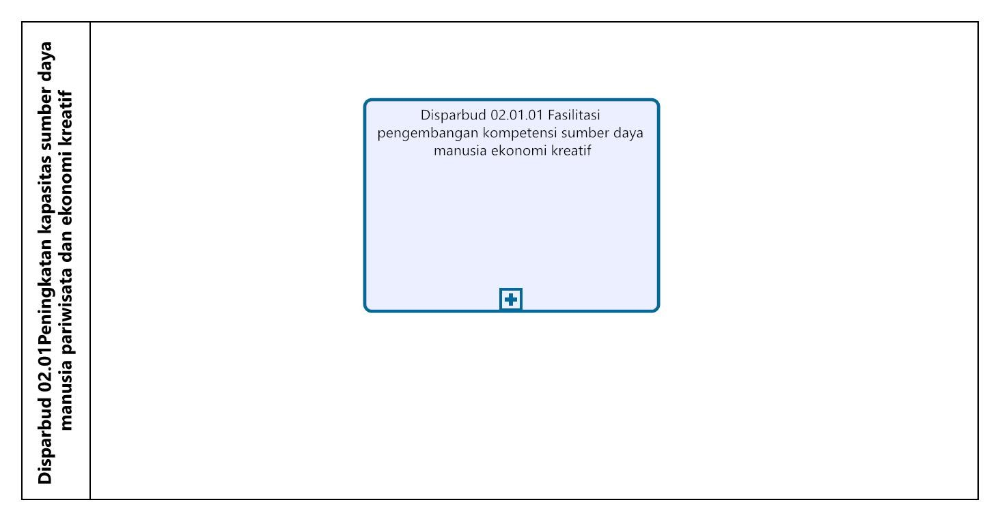 Disparbud 02.01Peningkatan kapasitas sumber daya
manusia pariwisata dan ekonomi kreatif
Disparbud 02.01.01 Fasilitasi
pengembangan kompetensi sumber daya
manusia ekonomi kreatif